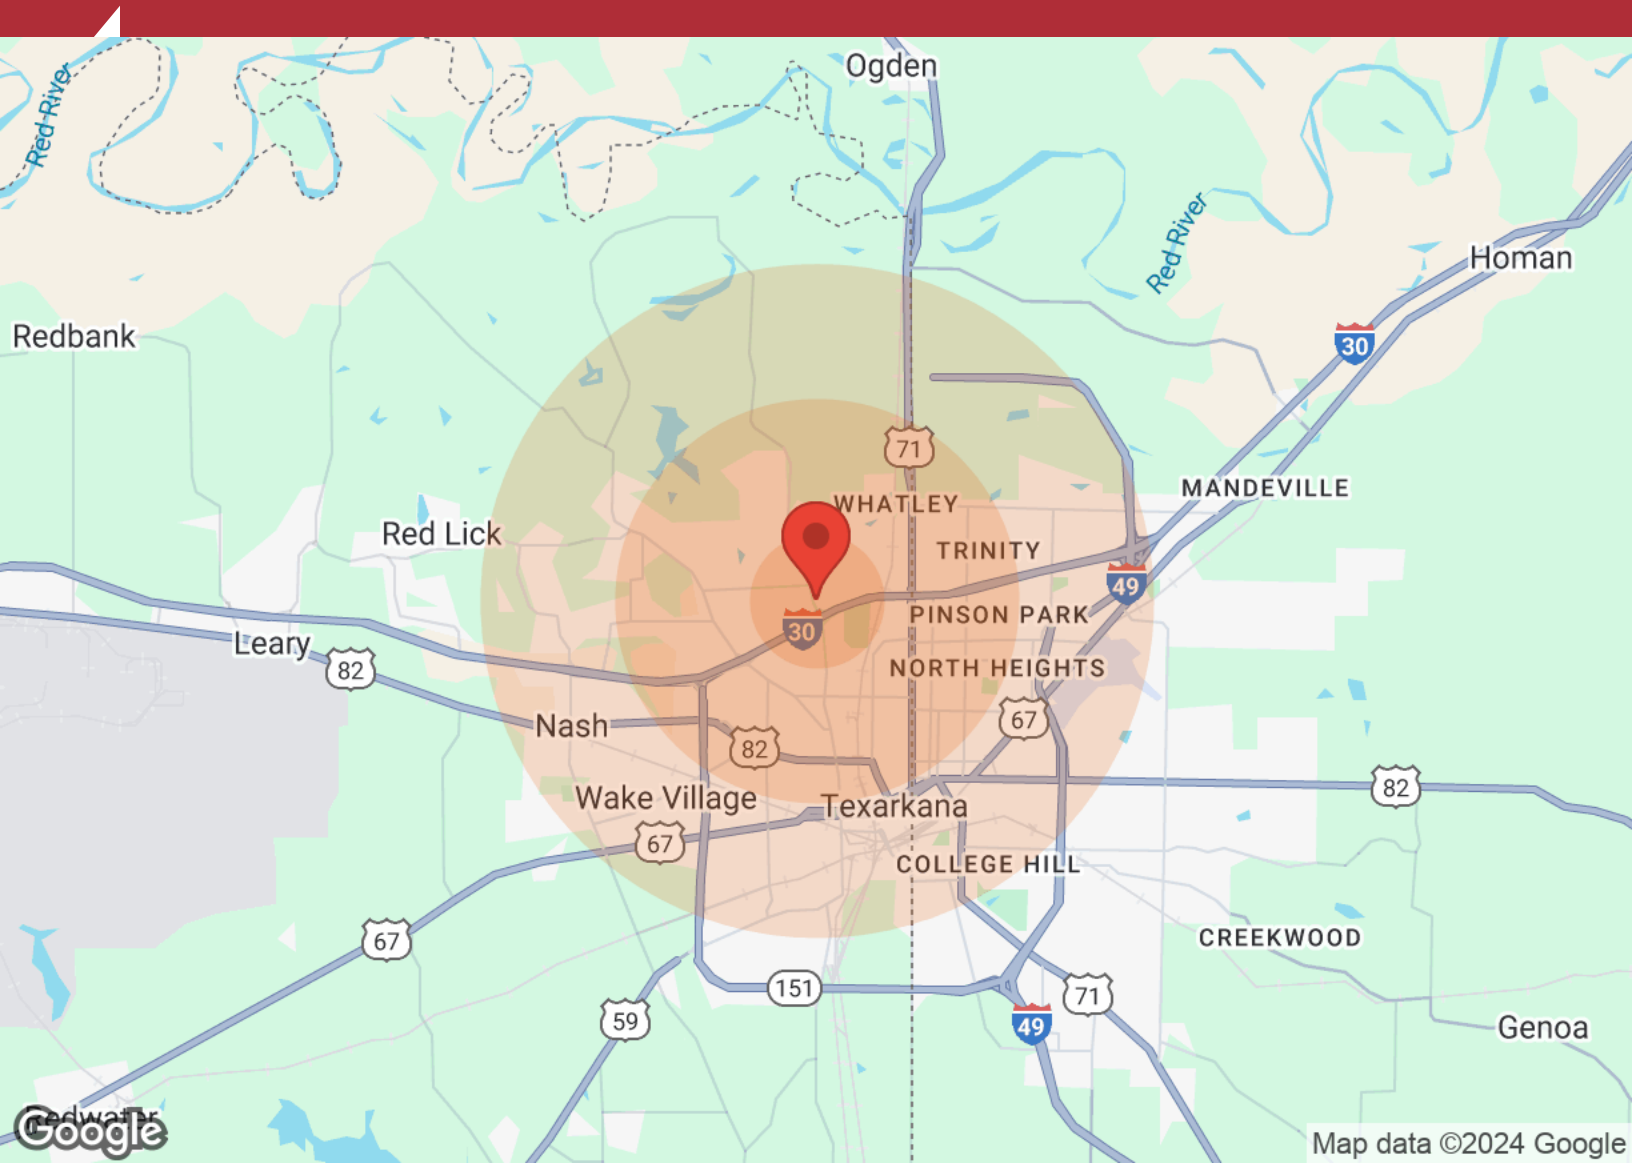 Ogden
Red River
Red River
Homan
Redbank
30
71
MANDEVILLE
WHATLEY
Red Lick
TRINITY
49
PINSON PARK
30
Leary
82
NORTH HEIGHTS
67
Nash
82
82
Wake Village
Texarkana
67
COLLEGE HILL
67
CREEKWOOD
151
71
59
49
Genoa
Redwater
Google
Map data ©2024 Google